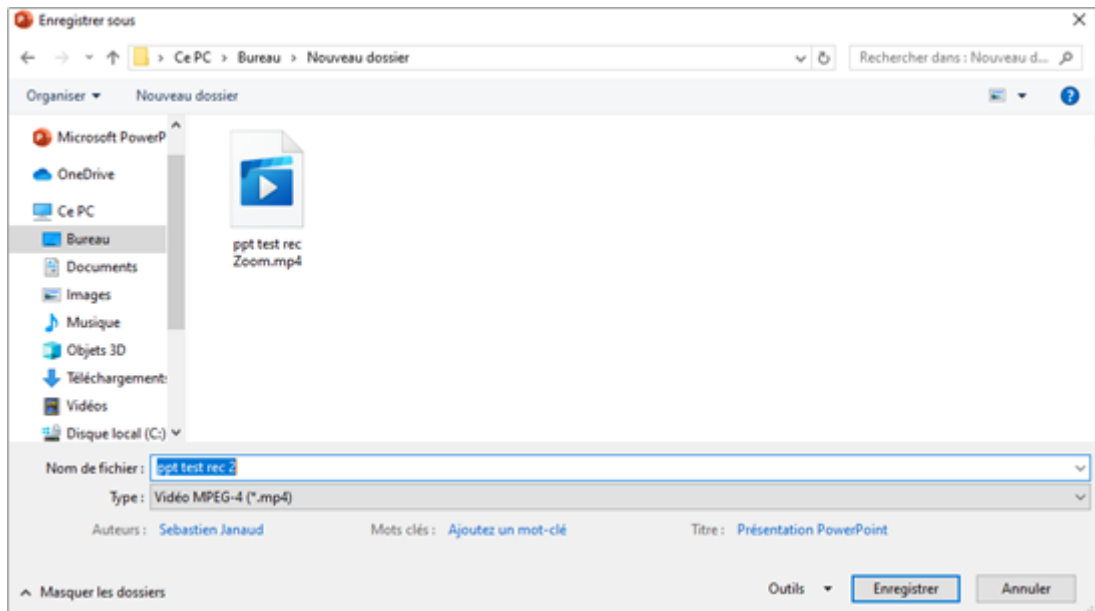 Enregistrer sous
Ce PC > Bureau > Nouveau dossier
Rechercher dans : Nouveau d...
Organiser
Nouveau dossier
Microsoft PowerP
OneDrive
Ce PC
Bureau
Documents
Images
Musique
Objets 3D
Téléchargement
Vidéos
Disque local (C:)
ppt test rec
Zoom.mp4
Nom de fichier : ppt test rec 2
Type : Vidéo MPEG-4 (*.mp4)
Auteurs : Sebastien Janaud
Mots clés : Ajoutez un mot-clé
Titre : Présentation PowerPoint
Masquer les dossiers
Outils
Enregistrer
Annuler